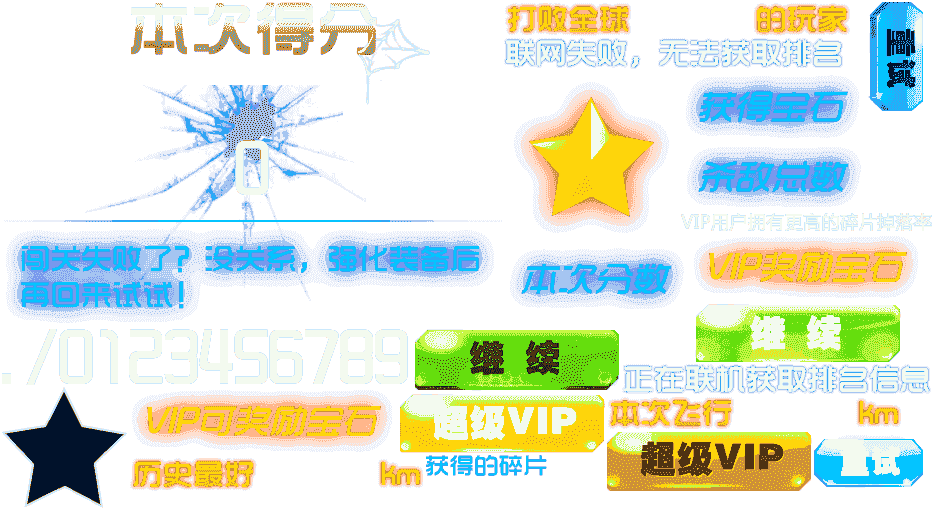 本次得分
打败全球 的玩家
联网失败，无法获取排名
重试
获得宝石
0
杀敌总数
VIP用户拥有更高的碎片掉落率
闯关失败了？没关系，强化装备后
再回来试试！
本次分数
VIP奖励宝石
./0123456789
继 续
继 续
正在联机获取排名信息
VIP可奖励宝石
超级VIP
本次飞行 km
历史最好 km
获得的碎片
超级VIP
重试